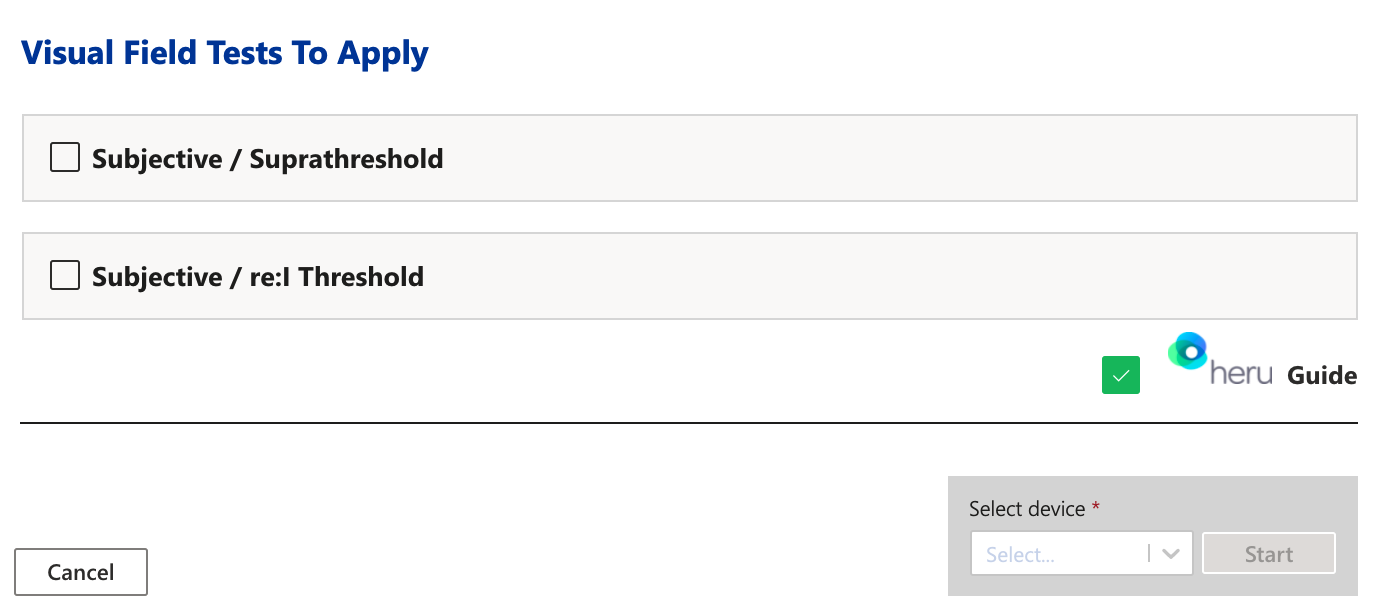 Visual Field Tests To Apply
Subjective / Suprathreshold
Subjective / re:I Threshold
heru Guide
Select device *
Select...
Start
Cancel